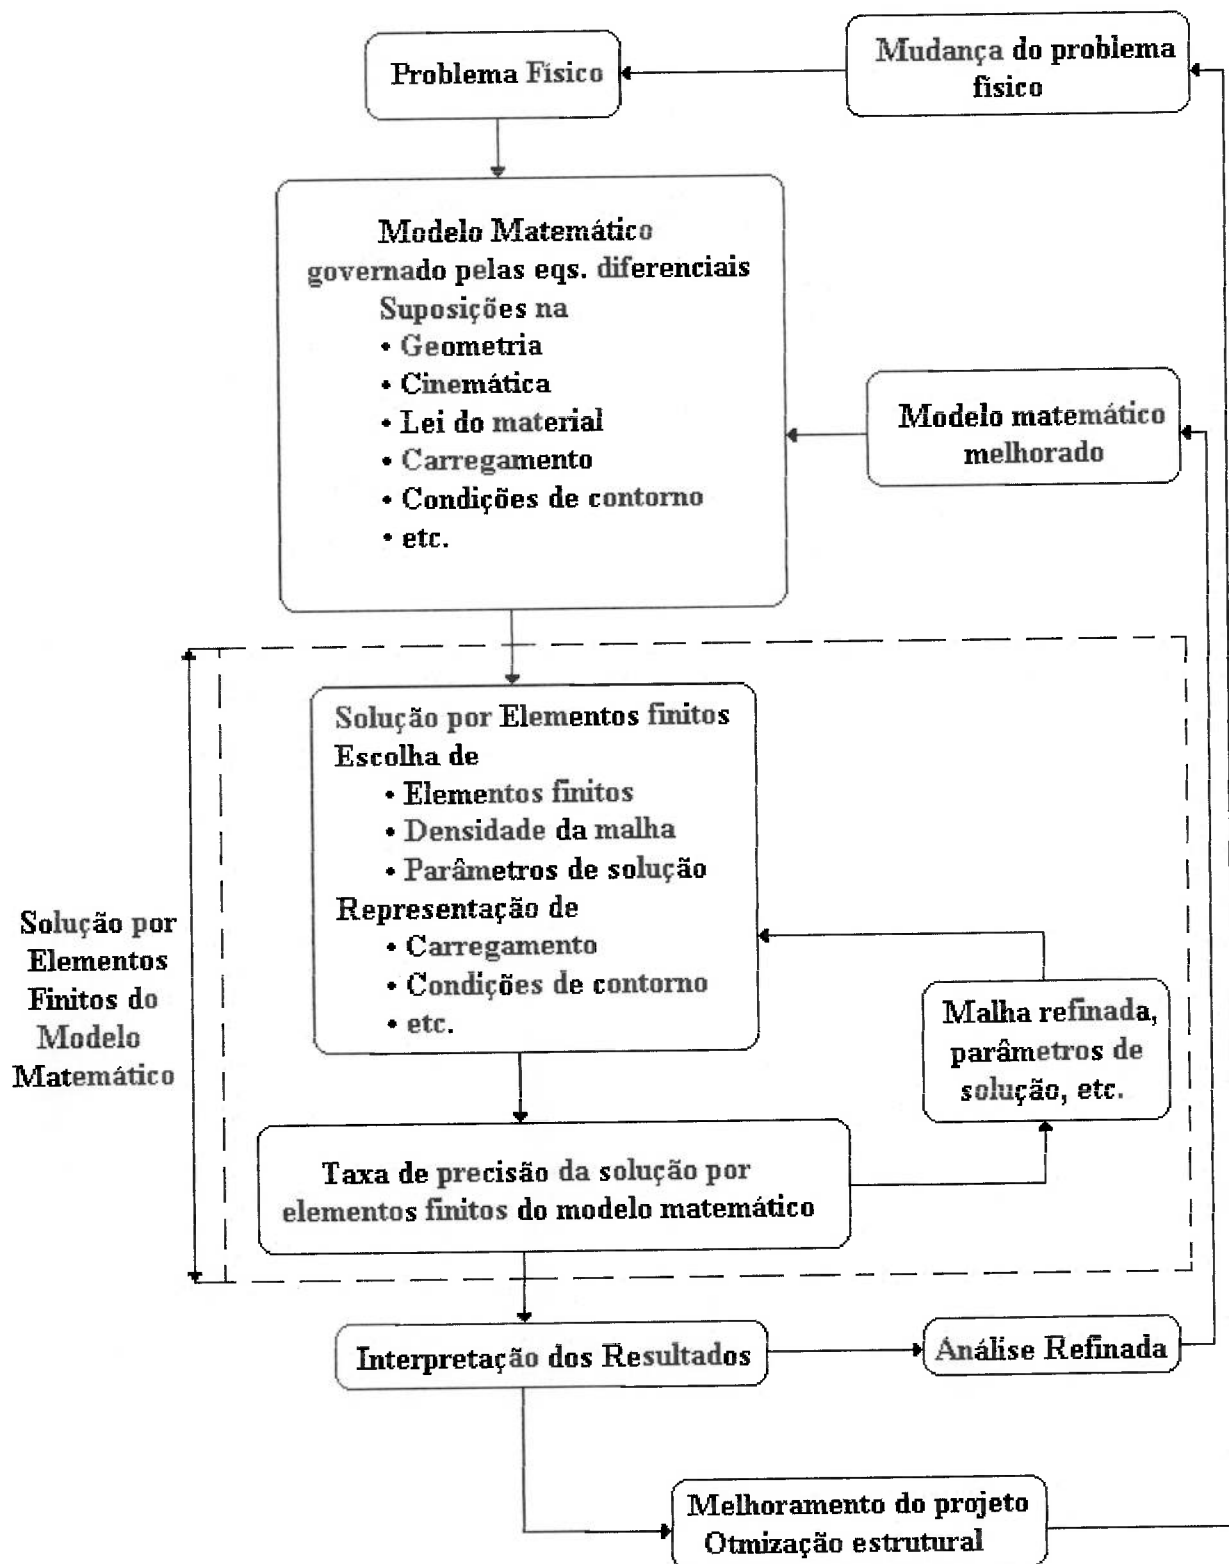 Problema Físico
Mudança do problema
físico
Modelo Matemático
governado pelas eqs. diferenciais
Suposições na
• Geometria
• Cinemática
• Lei do material
• Carregamento
• Condições de contorno
• etc.
Modelo matemático
melhorado
Solução por Elementos finitos
Escolha de
• Elementos finitos
• Densidade da malha
• Parâmetros de solução
Representação de
• Carregamento
• Condições de contorno
• etc.
Solução por
Elementos
Finitos do
Modelo
Matemático
Malha refinada,
parâmetros de
solução, etc.
Taxa de precisão da solução por
elementos finitos do modelo matemático
Interpretação dos Resultados
Análise Refinada
Melhoramento do projeto
Otmização estrutural